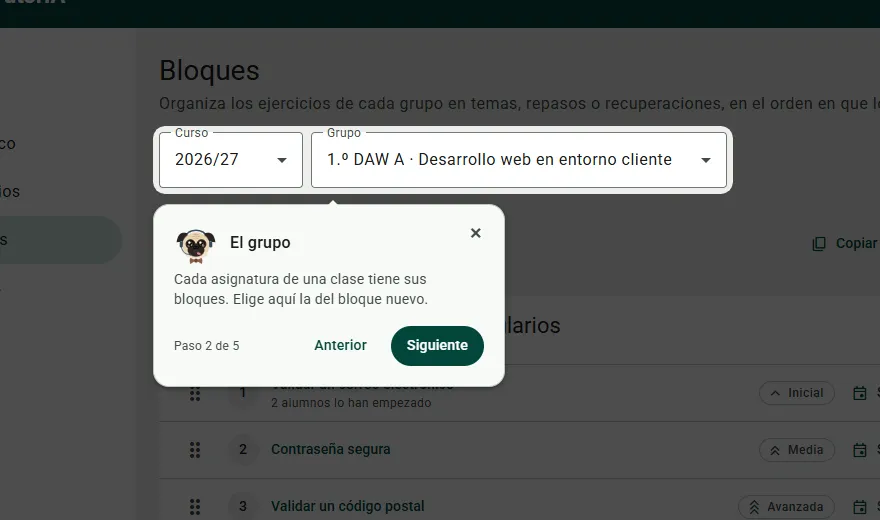 Bloques
Organiza los ejercicios de cada grupo en temas, repasos o recuperaciones, en el orden en que
Curso
Grupo
2026/27
1.º DAW A · Desarrollo web en entorno cliente
El grupo
Cada asignatura de una clase tiene sus
bloques. Elige aquí la del bloque nuevo.
Paso 2 de 5
Anterior
Siguiente
Copiar
1
2 alumnos lo han empezado
Inicial
2
Contraseña segura
Media
3
Validar un código postal
Avanzada